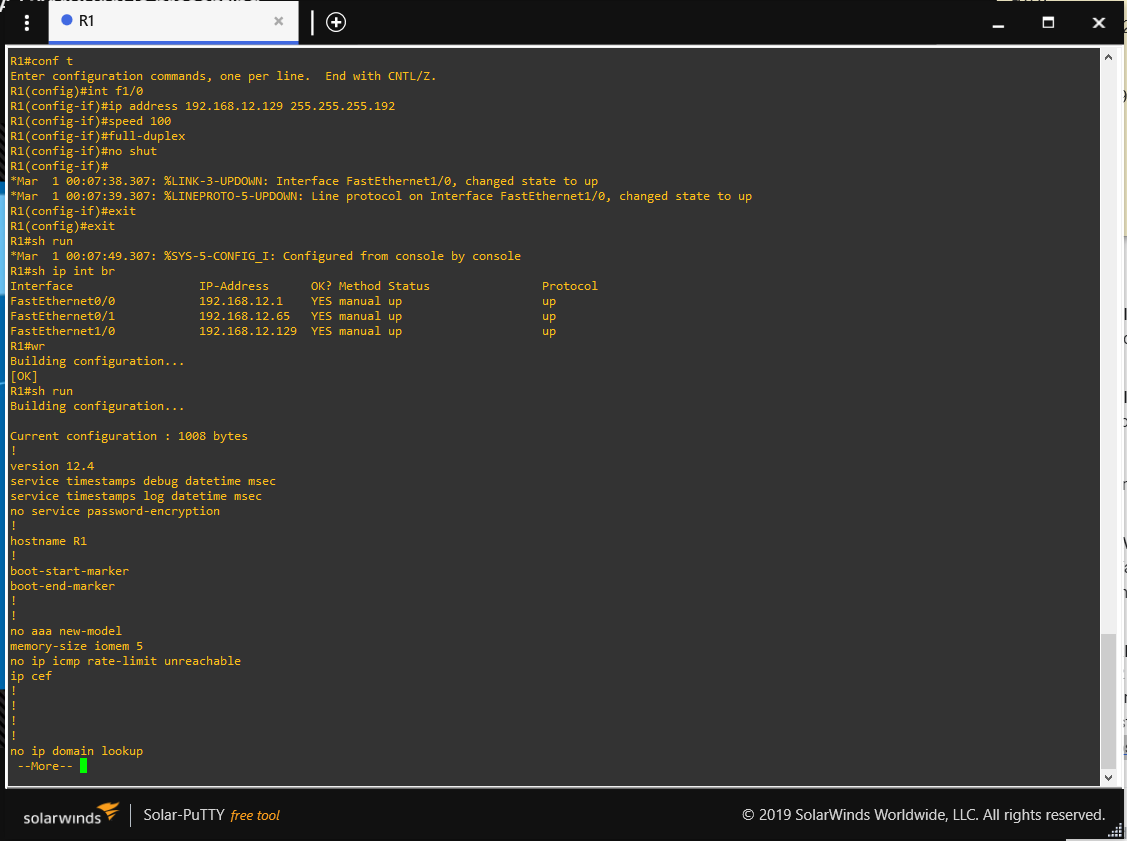 R1
R1#conf t
Enter configuration commands, one per line.  End with CNTL/Z.
R1(config)#int f1/0
R1(config-if)#ip address 192.168.12.129 255.255.255.192
R1(config-if)#speed 100
R1(config-if)#full-duplex
R1(config-if)#no shut
R1(config-if)#
*Mar  1 00:07:38.307: %LINK-3-UPDOWN: Interface FastEthernet1/0, changed state to up
*Mar  1 00:07:39.307: %LINEPROTO-5-UPDOWN: Line protocol on Interface FastEthernet1/0, changed state to up
R1(config-if)#exit
R1(config)#exit
R1#sh run
*Mar  1 00:07:49.307: %SYS-5-CONFIG_I: Configured from console by console
R1#sh ip int br
Interface                  IP-Address      OK? Method Status                Protocol
FastEthernet0/0            192.168.12.1    YES manual up                    up
FastEthernet0/1            192.168.12.65   YES manual up                    up
FastEthernet1/0            192.168.12.129  YES manual up                    up
R1#wr
Building configuration...
[OK]
R1#sh run
Building configuration...
Current configuration : 1008 bytes
!
version 12.4
service timestamps debug datetime msec
service timestamps log datetime msec
no service password-encryption
!
hostname R1
!
boot-start-marker
boot-end-marker
!
!
no aaa new-model
memory-size iomem 5
no ip icmp rate-limit unreachable
ip cef
!
!
!
!
no ip domain lookup
--More--
solarwinds Solar-PuTTY free tool © 2019 SolarWinds Worldwide, LLC. All rights reserved.